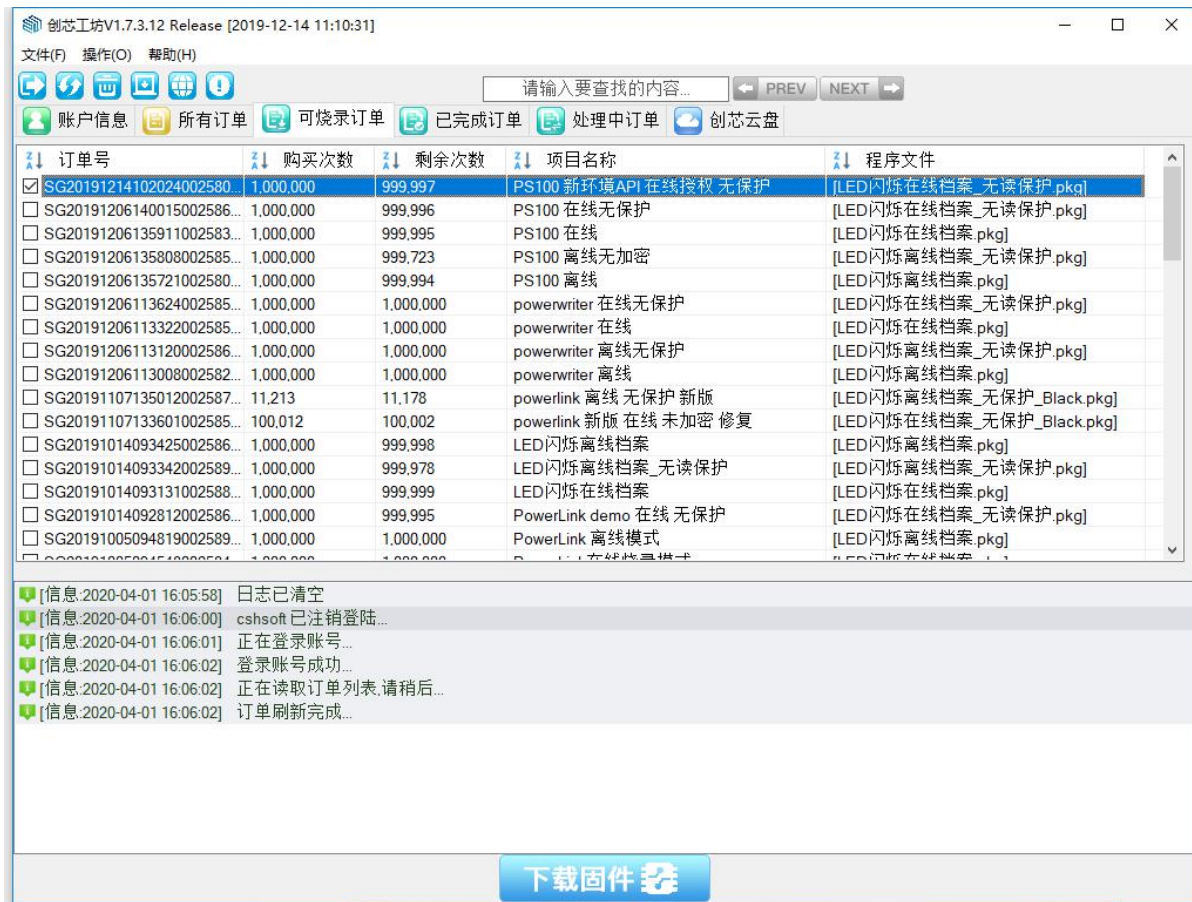 创芯工坊V1.7.3.12 Release [2019-12-14 11:10:31]
文件(F) 操作(O) 帮助(H)
请输入要查找的内容... PREV NEXT
账户信息 所有订单 可烧录订单 已完成订单 处理中订单 创芯云盘
订单号 购买次数 剩余次数 项目名称 程序文件
SG20191214102024002580... 1,000,000 999,997 PS100 新环境API 在线授权 无保护 [LED闪烁在线档案_无读保护.pkg]
SG20191206140015002586... 1,000,000 999,996 PS100 在线无保护 [LED闪烁在线档案_无读保护.pkg]
SG20191206135911002583... 1,000,000 999,995 PS100 在线 [LED闪烁在线档案.pkg]
SG20191206135808002585... 1,000,000 999,723 PS100 离线无加密 [LED闪烁离线档案_无读保护.pkg]
SG20191206135721002580... 1,000,000 999,994 PS100 离线 [LED闪烁离线档案.pkg]
SG20191206113624002585... 1,000,000 1,000,000 powerwriter 在线无保护 [LED闪烁在线档案_无读保护.pkg]
SG20191206113322002585... 1,000,000 1,000,000 powerwriter 在线 [LED闪烁在线档案.pkg]
SG20191206113120002586... 1,000,000 1,000,000 powerwriter 离线无保护 [LED闪烁离线档案_无读保护.pkg]
SG20191206113008002582... 1,000,000 1,000,000 powerwriter 离线 [LED闪烁离线档案.pkg]
SG20191107135012002587... 11,213 11,178 powerlink 离线 无保护 新版 [LED闪烁离线档案_无保护_Black.pkg]
SG20191107133601002585... 100,012 100,002 powerlink 新版 在线 未加密 修复 [LED闪烁在线档案_无保护_Black.pkg]
SG20191014093425002586... 1,000,000 999,998 LED闪烁离线档案 [LED闪烁离线档案.pkg]
SG20191014093342002589... 1,000,000 999,978 LED闪烁离线档案_无读保护 [LED闪烁离线档案_无读保护.pkg]
SG20191014093131002588... 1,000,000 999,999 LED闪烁在线档案 [LED闪烁在线档案.pkg]
SG20191014092812002586... 1,000,000 999,995 PowerLink demo 在线 无保护 [LED闪烁在线档案_无读保护.pkg]
SG20191005094819002589... 1,000,000 1,000,000 PowerLink 离线模式 [LED闪烁离线档案.pkg]
[信息:2020-04-01 16:05:58] 日志已清空
[信息:2020-04-01 16:06:00] cshsoft 已注销登陆...
[信息:2020-04-01 16:06:01] 正在登录账号...
[信息:2020-04-01 16:06:02] 登录账号成功...
[信息:2020-04-01 16:06:02] 正在读取订单列表,请稍后...
[信息:2020-04-01 16:06:02] 订单刷新完成...
下载固件